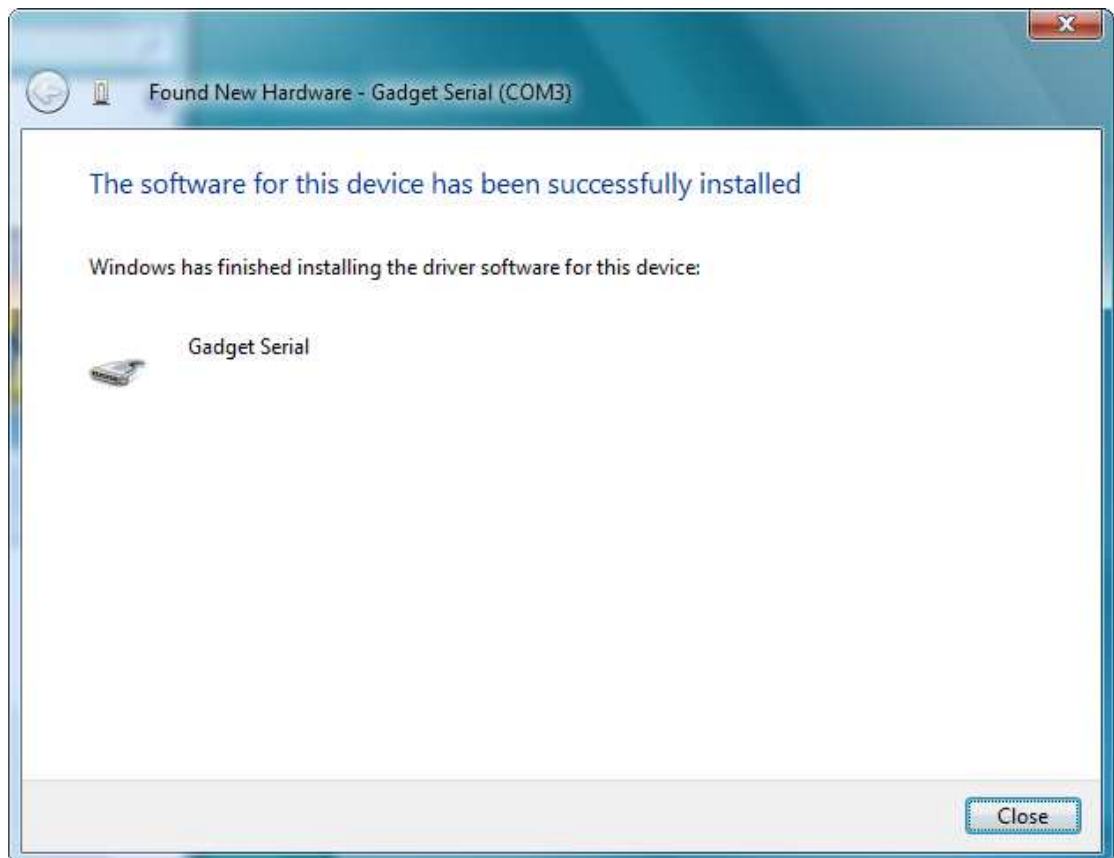 Found New Hardware - Gadget Serial (COM3)
The software for this device has been successfully installed
Windows has finished installing the driver software for this device:
Gadget Serial
Close